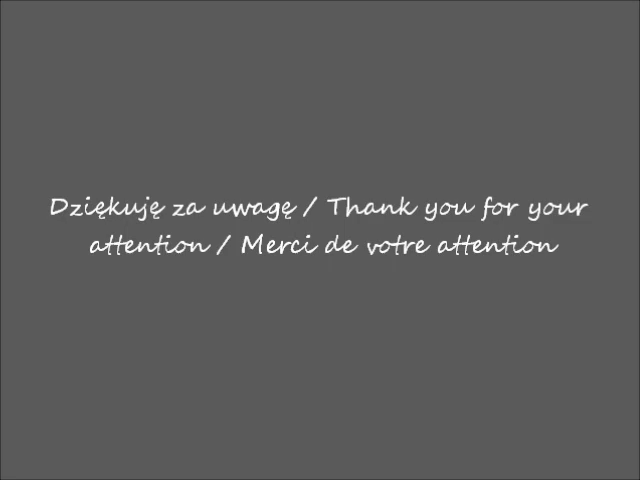 Dziękuję za uwagę / Thank you for your
attention / Merci de votre attention